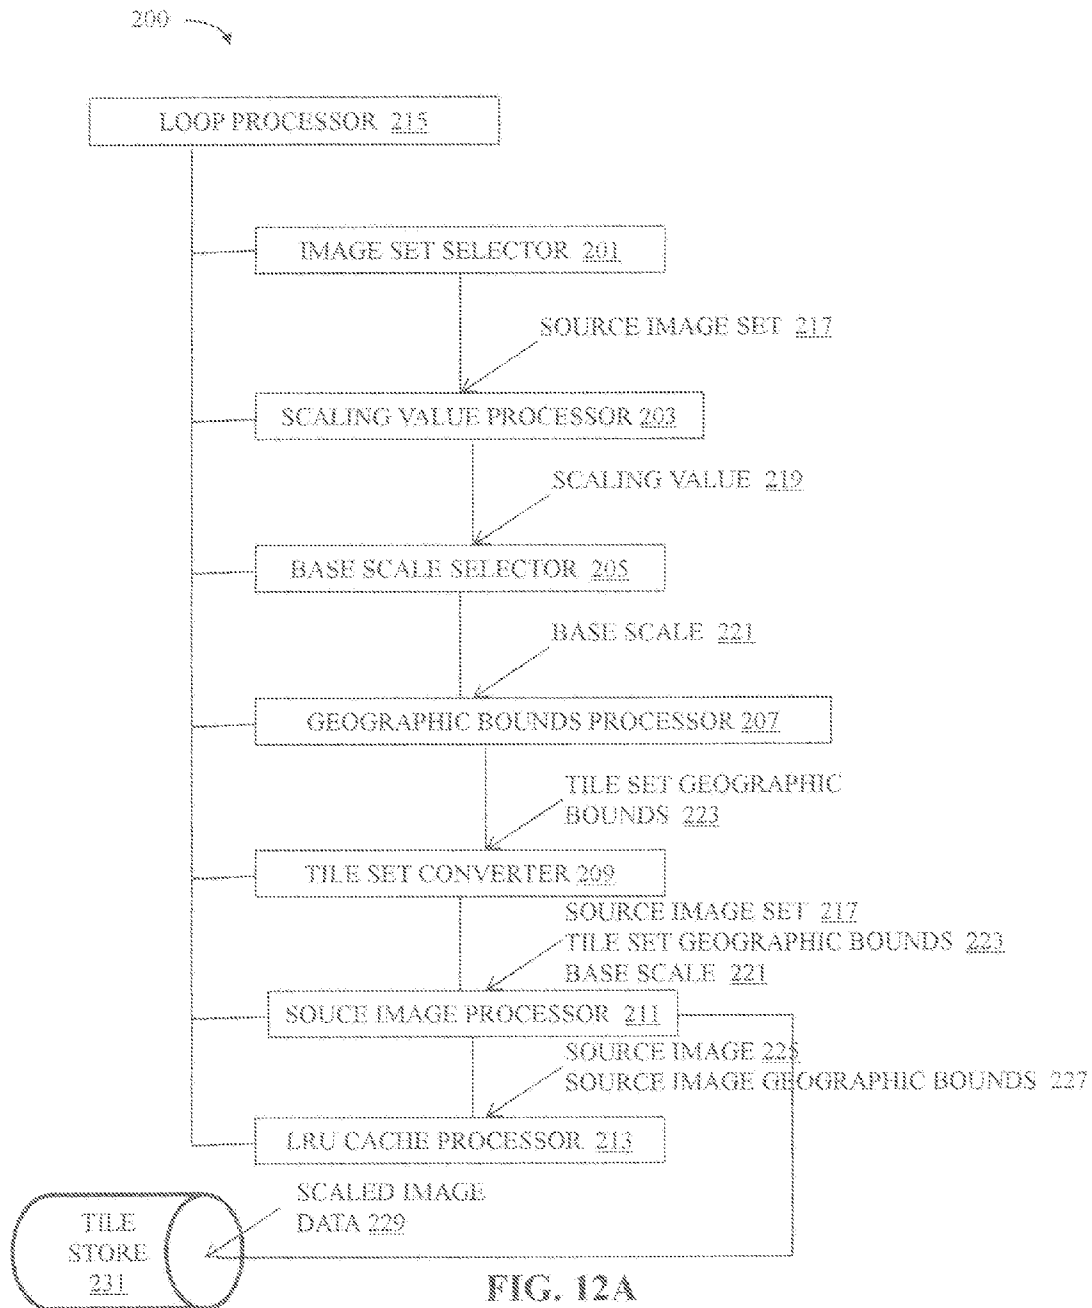 200
LOOP PROCESSOR 215
IMAGE SET SELECTOR 201
SOURCE IMAGE SET 217
SCALING VALUE PROCESSOR 203
SCALING VALUE 219
BASE SCALE SELECTOR 205
BASE SCALE 221
GEOGRAPHIC BOUNDS PROCESSOR 207
TILE SET GEOGRAPHIC
BOUNDS 223
TILE SET CONVERTER 209
SOURCE IMAGE SET 217
TILE SET GEOGRAPHIC BOUNDS 223
BASE SCALE 221
SOUCE IMAGE PROCESSOR 211
SOURCE IMAGE 225
SOURCE IMAGE GEOGRAPHIC BOUNDS 227
LRU CACHE PROCESSOR 213
SCALED IMAGE
DATA 229
TILE
STORE
231
FIG. 12A